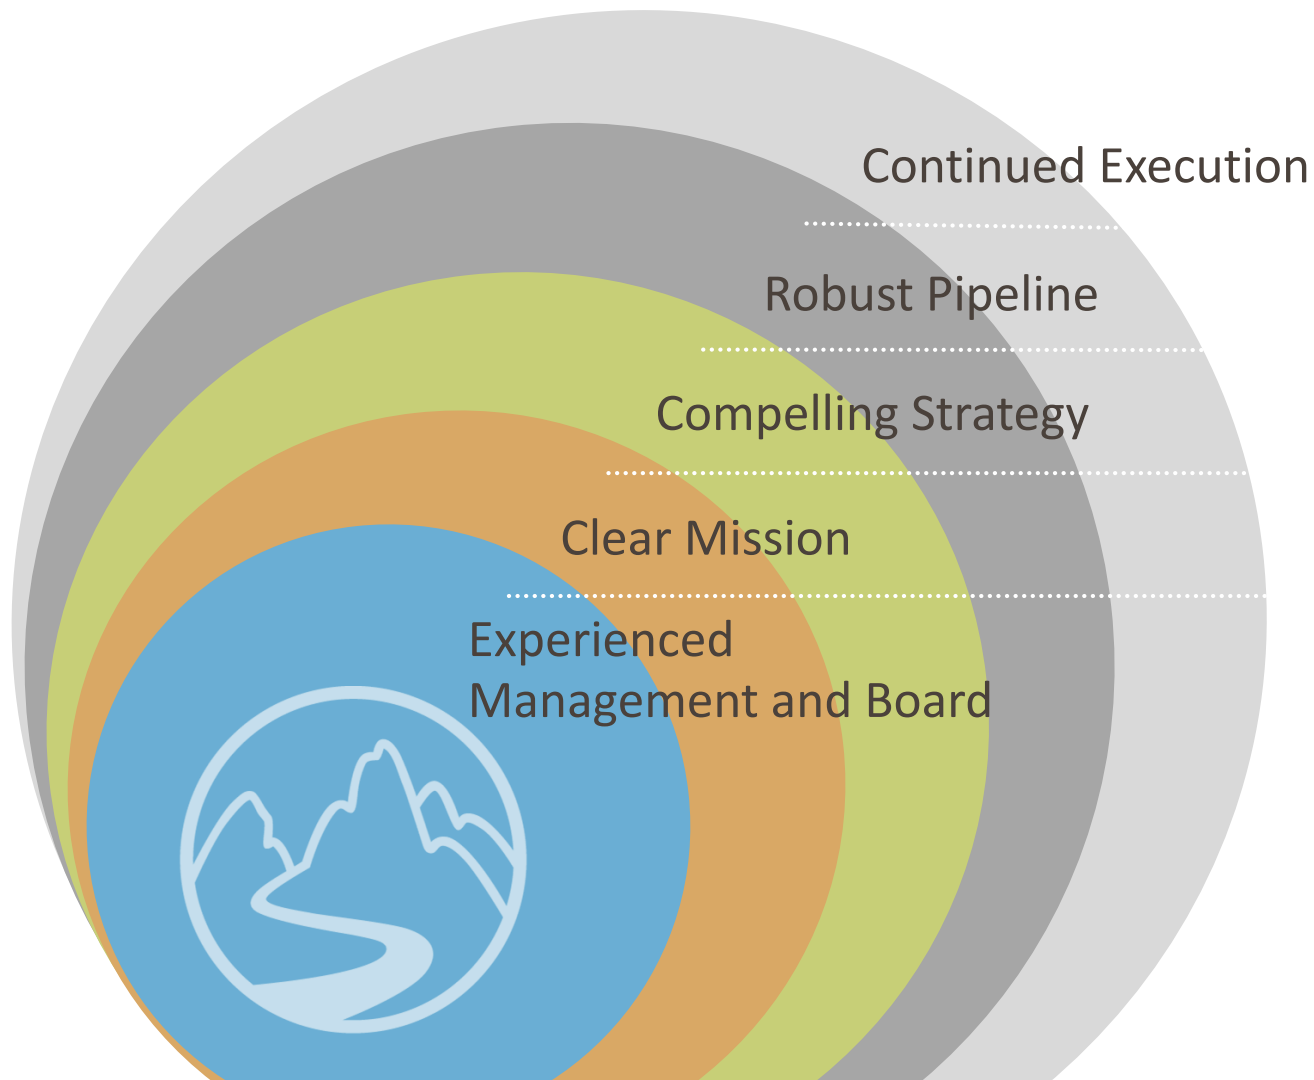 Continued Execution
Robust Pipeline
Compelling Strategy
Clear Mission
Experienced
Management and Board